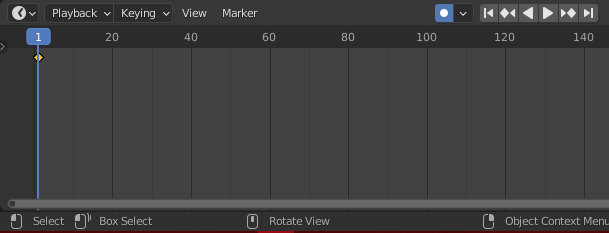 Playback Keying View Marker
1 20 40 60 80 100 120 140
Select Box Select Rotate View Object Context Menu